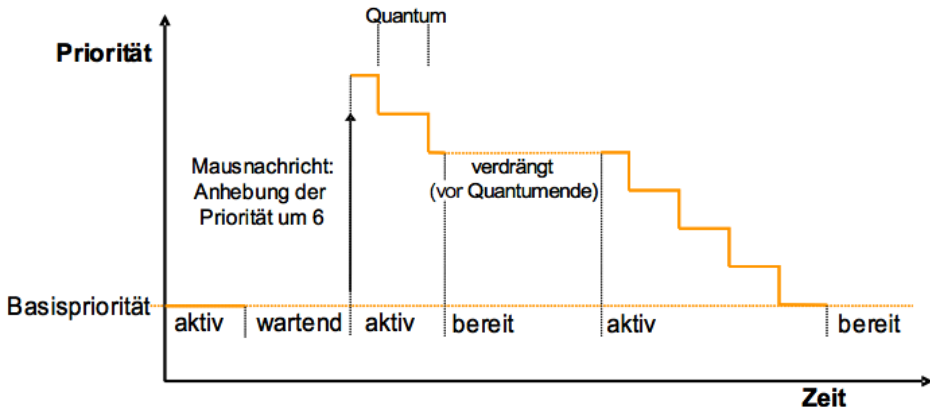 Quantum
Priorität
Mausnachricht:
Anhebung der
Priorität um 6
verdrängt
(vor Quantumende)
Basispriorität
aktiv
wartend
aktiv
bereit
aktiv
bereit
Zeit